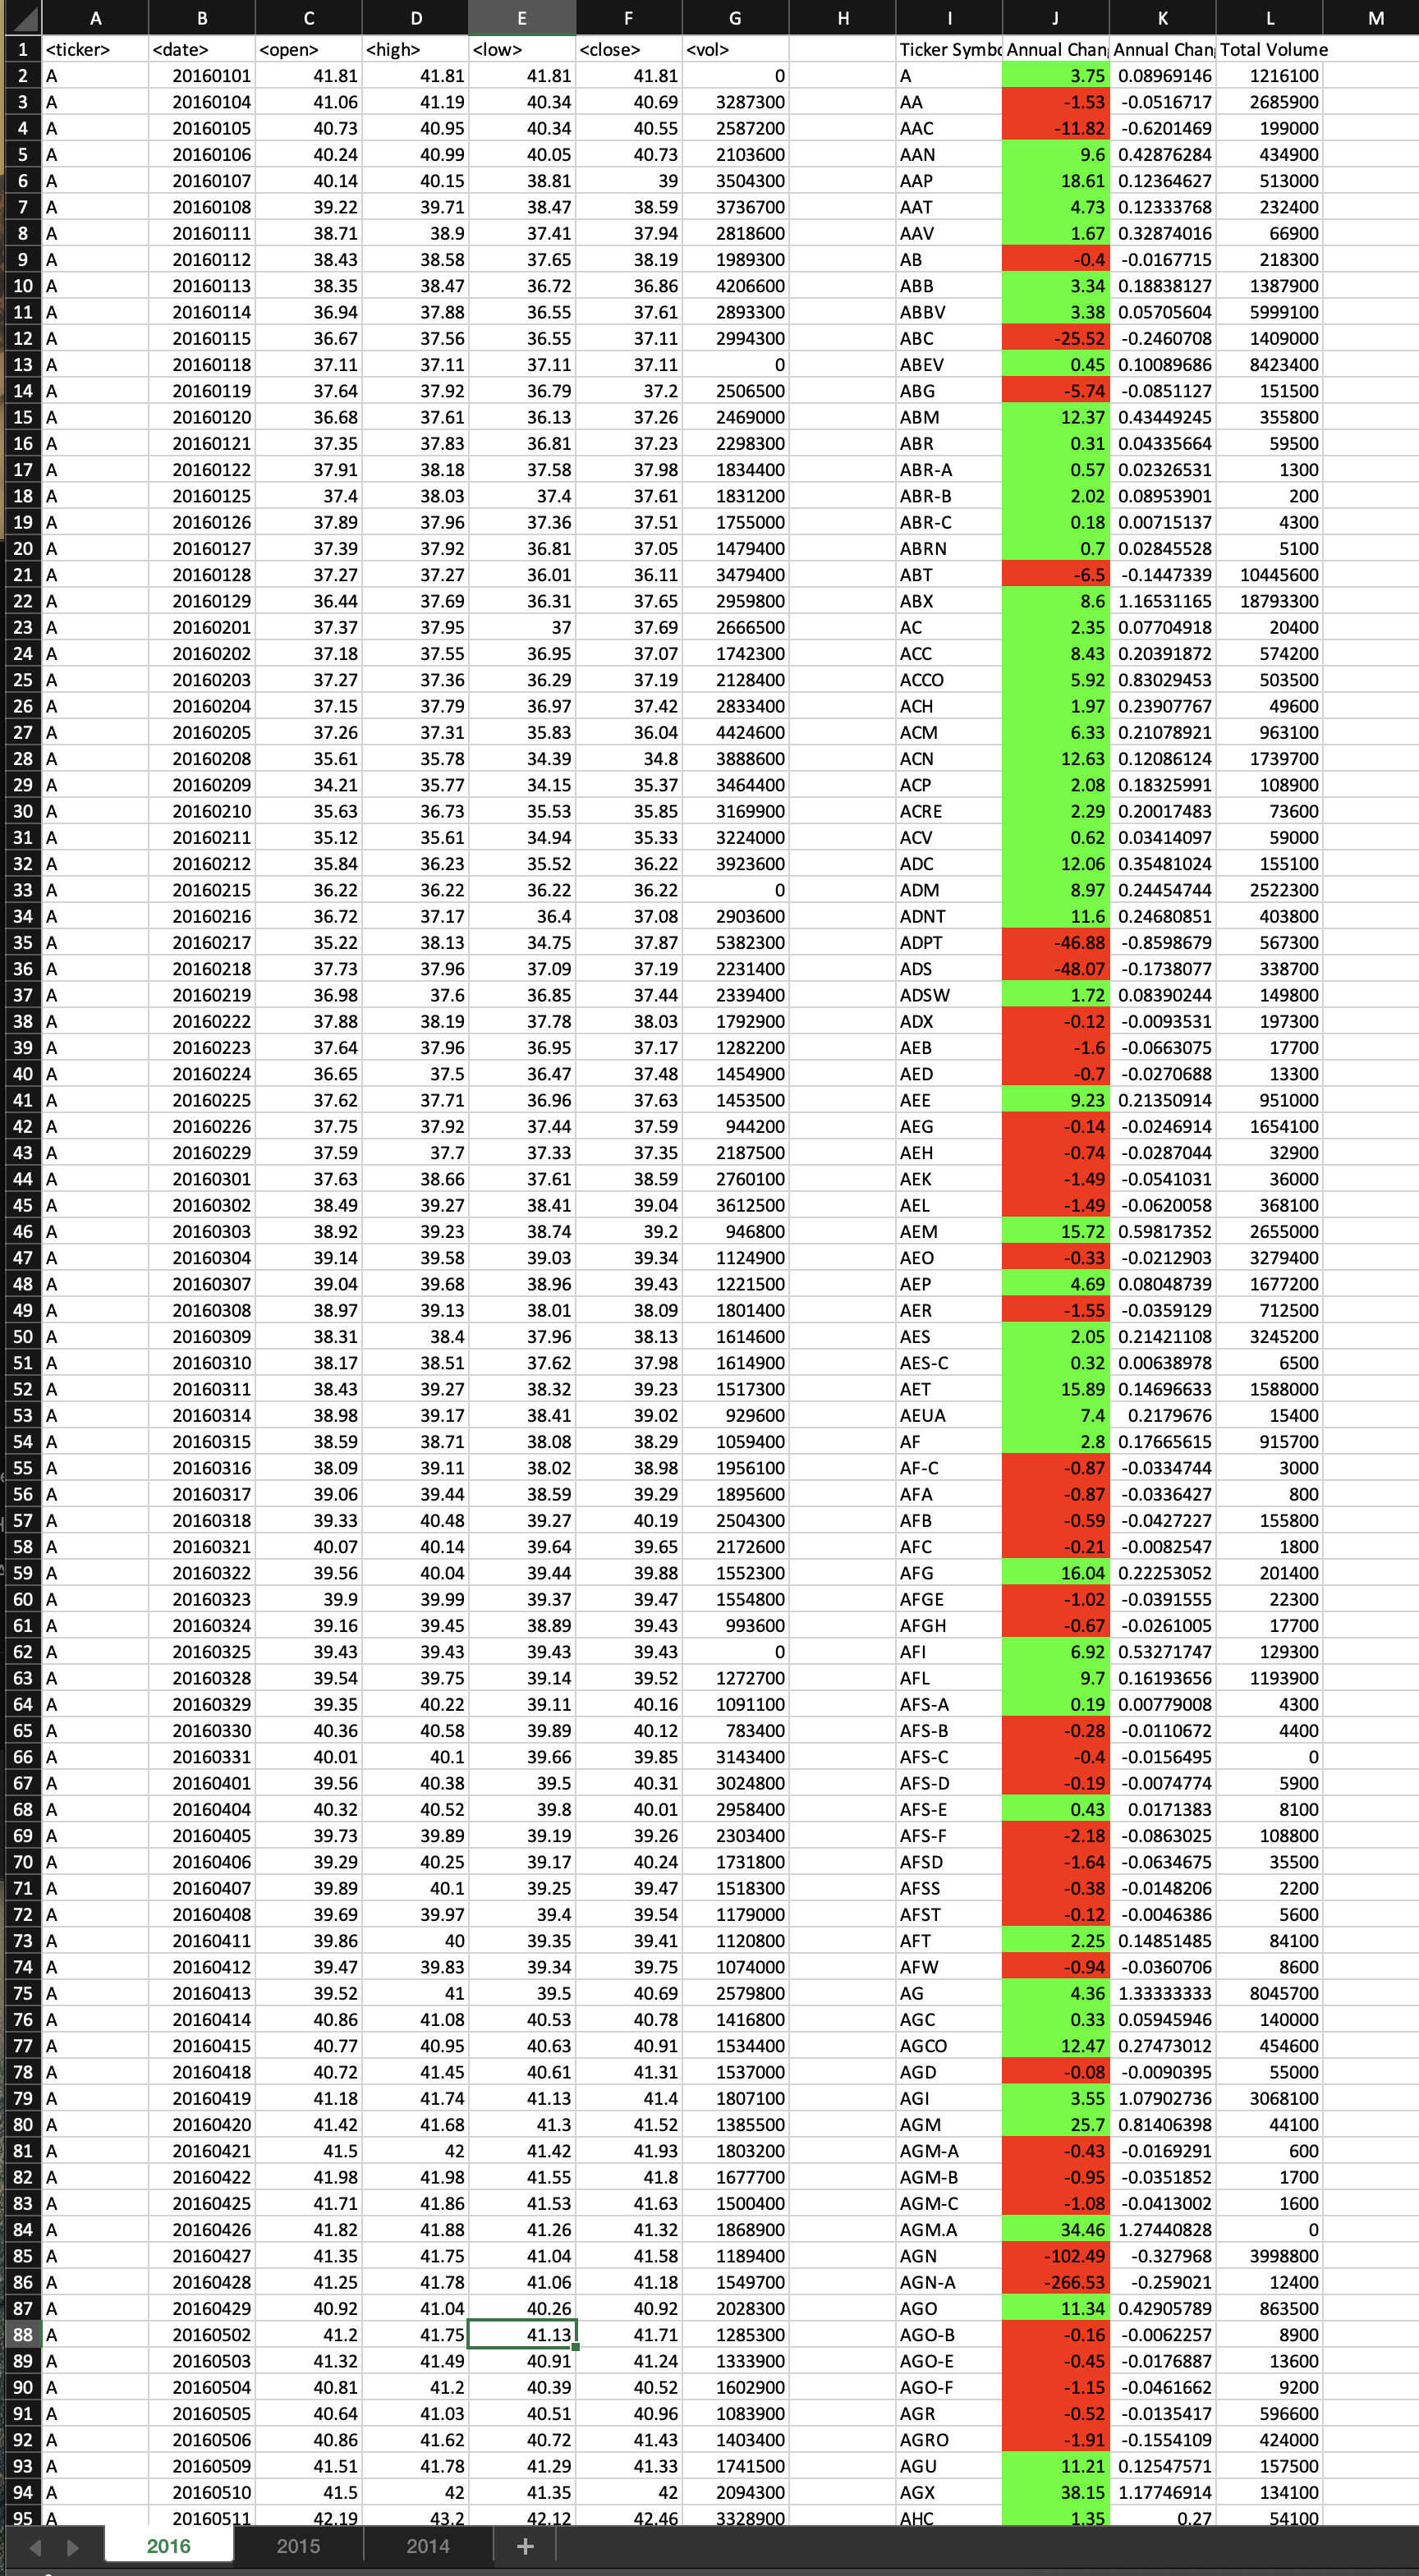 A B C D E F G H I J K L M
1 <ticker> <date> <open> <high> <low> <close> <vol> Ticker Symbo Annual Chan Annual Chan Total Volume
2 A 20160101 41.81 41.81 41.81 41.81 0 A 3.75 0.08969146 1216100
3 A 20160104 41.06 41.19 40.34 40.69 3287300 AA -1.53 -0.0516717 2685900
4 A 20160105 40.73 40.95 40.34 40.55 2587200 AAC -11.82 -0.6201469 199000
5 A 20160106 40.24 40.99 40.05 40.73 2103600 AAN 9.6 0.42876284 434900
6 A 20160107 40.14 40.15 38.81 39 3504300 AAP 18.61 0.12364627 513000
7 A 20160108 39.22 39.71 38.47 38.59 3736700 AAT 4.73 0.12333768 232400
8 A 20160111 38.71 38.9 37.41 37.94 2818600 AAV 1.67 0.32874016 66900
9 A 20160112 38.43 38.58 37.65 38.19 1989300 AB -0.4 -0.0167715 218300
10 A 20160113 38.35 38.47 36.72 36.86 4206600 ABB 3.34 0.18838127 1387900
11 A 20160114 36.94 37.88 36.55 37.61 2893300 ABBV 3.38 0.05705604 5999100
12 A 20160115 36.67 37.56 36.55 37.11 2994300 ABC -25.52 -0.2460708 1409000
13 A 20160118 37.11 37.11 37.11 37.11 0 ABEV 0.45 0.10089686 8423400
14 A 20160119 37.64 37.92 36.79 37.2 2506500 ABG -5.74 -0.0851127 151500
15 A 20160120 36.68 37.61 36.13 37.26 2469000 ABM 12.37 0.43449245 355800
16 A 20160121 37.35 37.83 36.81 37.23 2298300 ABR 0.31 0.04335664 59500
17 A 20160122 37.91 38.18 37.58 37.98 1834400 ABR-A 0.57 0.02326531 1300
18 A 20160125 37.4 38.03 37.4 37.61 1831200 ABR-B 2.02 0.08953901 200
19 A 20160126 37.89 37.96 37.36 37.51 1755000 ABR-C 0.18 0.00715137 4300
20 A 20160127 37.39 37.92 36.81 37.05 1479400 ABRN 0.7 0.02845528 5100
21 A 20160128 37.27 37.27 36.01 36.11 3479400 ABT -6.5 -0.1447339 10445600
22 A 20160129 36.44 37.69 36.31 37.65 2959800 ABX 8.6 1.16531165 18793300
23 A 20160201 37.37 37.95 37 37.69 2666500 AC 2.35 0.07704918 20400
24 A 20160202 37.18 37.55 36.95 37.07 1742300 ACC 8.43 0.20391872 574200
25 A 20160203 37.27 37.36 36.29 37.19 2128400 ACCO 5.92 0.83029453 503500
26 A 20160204 37.15 37.79 36.97 37.42 2833400 ACH 1.97 0.23907767 49600
27 A 20160205 37.26 37.31 35.83 36.04 4424600 ACM 6.33 0.21078921 963100
28 A 20160208 35.61 35.78 34.39 34.8 3888600 ACN 12.63 0.12086124 1739700
29 A 20160209 34.21 35.77 34.15 35.37 3464400 ACP 2.08 0.18325991 108900
30 A 20160210 35.63 36.73 35.53 35.85 3169900 ACRE 2.29 0.20017483 73600
31 A 20160211 35.12 35.61 34.94 35.33 3224000 ACV 0.62 0.03414097 59000
32 A 20160212 35.84 36.23 35.52 36.22 3923600 ADC 12.06 0.35481024 155100
33 A 20160215 36.22 36.22 36.22 36.22 0 ADM 8.97 0.24454744 2522300
34 A 20160216 36.72 37.17 36.4 37.08 2903600 ADNT 11.6 0.24680851 403800
35 A 20160217 35.22 38.13 34.75 37.87 5382300 ADPT -46.88 -0.8598679 567300
36 A 20160218 37.73 37.96 37.09 37.19 2231400 ADS -48.07 -0.1738077 338700
37 A 20160219 36.98 37.6 36.85 37.44 2339400 ADSW 1.72 0.08390244 149800
38 A 20160222 37.88 38.19 37.78 38.03 1792900 ADX -0.12 -0.0093531 197300
39 A 20160223 37.64 37.96 36.95 37.17 1282200 AEB -1.6 -0.0663075 17700
40 A 20160224 36.65 37.5 36.47 37.48 1454900 AED -0.7 -0.0270688 13300
41 A 20160225 37.62 37.71 36.96 37.63 1453500 AEE 9.23 0.21350914 951000
42 A 20160226 37.75 37.92 37.44 37.59 944200 AEG -0.14 -0.0246914 1654100
43 A 20160229 37.59 37.7 37.33 37.35 2187500 AEH -0.74 -0.0287044 32900
44 A 20160301 37.63 38.66 37.61 38.59 2760100 AEK -1.49 -0.0541031 36000
45 A 20160302 38.49 39.27 38.41 39.04 3612500 AEL -1.49 -0.0620058 368100
46 A 20160303 38.92 39.23 38.74 39.2 946800 AEM 15.72 0.59817352 2655000
47 A 20160304 39.14 39.58 39.03 39.34 1124900 AEO -0.33 -0.0212903 3279400
48 A 20160307 39.04 39.68 38.96 39.43 1221500 AEP 4.69 0.08048739 1677200
49 A 20160308 38.97 39.13 38.01 38.09 1801400 AER -1.55 -0.0359129 712500
50 A 20160309 38.31 38.4 37.96 38.13 1614600 AES 2.05 0.21421108 3245200
51 A 20160310 38.17 38.51 37.62 37.98 1614900 AES-C 0.32 0.00638978 6500
52 A 20160311 38.43 39.27 38.32 39.23 1517300 AET 15.89 0.14696633 1588000
53 A 20160314 38.98 39.17 38.41 39.02 929600 AEUA 7.4 0.2179676 15400
54 A 20160315 38.59 38.71 38.08 38.29 1059400 AF 2.8 0.17665615 915700
55 A 20160316 38.09 39.11 38.02 38.98 1956100 AF-C -0.87 -0.0334744 3000
56 A 20160317 39.06 39.44 38.59 39.29 1895600 AFA -0.87 -0.0336427 800
57 A 20160318 39.33 40.48 39.27 40.19 2504300 AFB -0.59 -0.0427227 155800
58 A 20160321 40.07 40.14 39.64 39.65 2172600 AFC -0.21 -0.0082547 1800
59 A 20160322 39.56 40.04 39.44 39.88 1552300 AFG 16.04 0.22253052 201400
60 A 20160323 39.9 39.99 39.37 39.47 1554800 AFGE -1.02 -0.0391555 22300
61 A 20160324 39.16 39.45 38.89 39.43 993600 AFGH -0.67 -0.0261005 17700
62 A 20160325 39.43 39.43 39.43 39.43 0 AFI 6.92 0.53271747 129300
63 A 20160328 39.54 39.75 39.14 39.52 1272700 AFL 9.7 0.16193656 1193900
64 A 20160329 39.35 40.22 39.11 40.16 1091100 AFS-A 0.19 0.00779008 4300
65 A 20160330 40.36 40.58 39.89 40.12 783400 AFS-B -0.28 -0.0110672 4400
66 A 20160331 40.01 40.1 39.66 39.85 3143400 AFS-C -0.4 -0.0156495 0
67 A 20160401 39.56 40.38 39.5 40.31 3024800 AFS-D -0.19 -0.0074774 5900
68 A 20160404 40.32 40.52 39.8 40.01 2958400 AFS-E 0.43 0.0171383 8100
69 A 20160405 39.73 39.89 39.19 39.26 2303400 AFS-F -2.18 -0.0863025 108800
70 A 20160406 39.29 40.25 39.17 40.24 1731800 AFSD -1.64 -0.0634675 35500
71 A 20160407 39.89 40.1 39.25 39.47 1518300 AFSS -0.38 -0.0148206 2200
72 A 20160408 39.69 39.97 39.4 39.54 1179000 AFST -0.12 -0.0046386 5600
73 A 20160411 39.86 40 39.35 39.41 1120800 AFT 2.25 0.14851485 84100
74 A 20160412 39.47 39.83 39.34 39.75 1074000 AFW -0.94 -0.0360706 8600
75 A 20160413 39.52 41 39.5 40.69 2579800 AG 4.36 1.33333333 8045700
76 A 20160414 40.86 41.08 40.53 40.78 1416800 AGC 0.33 0.05945946 140000
77 A 20160415 40.77 40.95 40.63 40.91 1534400 AGCO 12.47 0.27473012 454600
78 A 20160418 40.72 41.45 40.61 41.31 1537000 AGD -0.08 -0.0090395 55000
79 A 20160419 41.18 41.74 41.13 41.4 1807100 AGI 3.55 1.07902736 3068100
80 A 20160420 41.42 41.68 41.3 41.52 1385500 AGM 25.7 0.81406398 44100
81 A 20160421 41.5 42 41.42 41.93 1803200 AGM-A -0.43 -0.0169291 600
82 A 20160422 41.98 41.98 41.55 41.8 1677700 AGM-B -0.95 -0.0351852 1700
83 A 20160425 41.71 41.86 41.53 41.63 1500400 AGM-C -1.08 -0.0413002 1600
84 A 20160426 41.82 41.88 41.26 41.32 1868900 AGM.A 34.46 1.27440828 0
85 A 20160427 41.35 41.75 41.04 41.58 1189400 AGN -102.49 -0.327968 3998800
86 A 20160428 41.25 41.78 41.06 41.18 1549700 AGN-A -266.53 -0.259021 12400
87 A 20160429 40.92 41.04 40.26 40.92 2028300 AGO 11.34 0.42905789 863500
88 A 20160502 41.2 41.75 41.13 41.71 1285300 AGO-B -0.16 -0.0062257 8900
89 A 20160503 41.32 41.49 40.91 41.24 1333900 AGO-E -0.45 -0.0176887 13600
90 A 20160504 40.81 41.2 40.39 40.52 1602900 AGO-F -1.15 -0.0461662 9200
91 A 20160505 40.64 41.03 40.51 40.96 1083900 AGR -0.52 -0.0135417 596600
92 A 20160506 40.86 41.62 40.72 41.43 1403400 AGRO -1.91 -0.1554109 424000
93 A 20160509 41.51 41.78 41.29 41.33 1741500 AGU 11.21 0.12547571 157500
94 A 20160510 41.5 42 41.35 42 2094300 AGX 38.15 1.17746914 134100
95 A 20160511 42.19 43.2 42.12 42.46 3328900 AHC 1.35 0.27 54100
2016 2015 2014 +